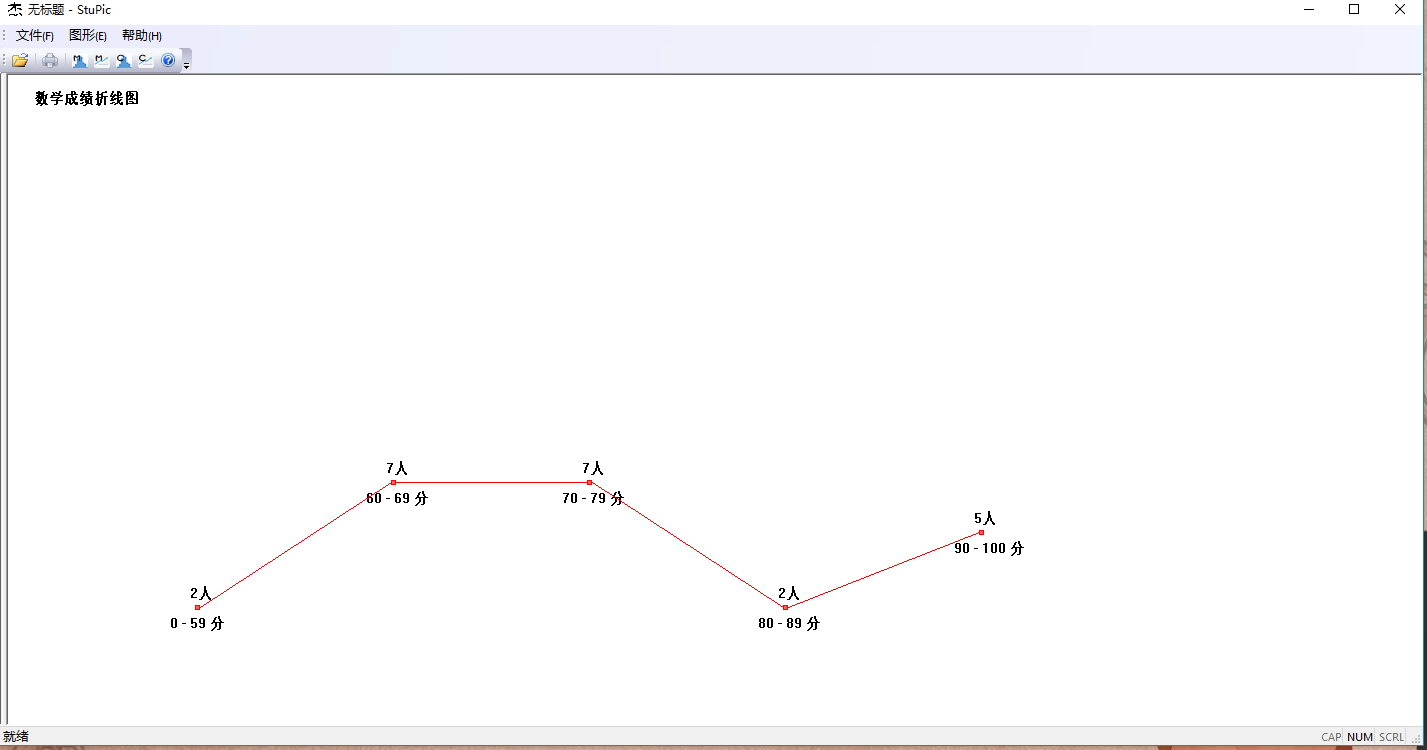 杰 无标题 - StuPic
文件(F) 图形(E) 帮助(H)
M M C C ?
数学成绩折线图
7人 7人
60 - 69 分 70 - 79 分
5人
90 - 100 分
2人 2人
0 - 59 分 80 - 89 分
就绪 CAP NUM SCRL